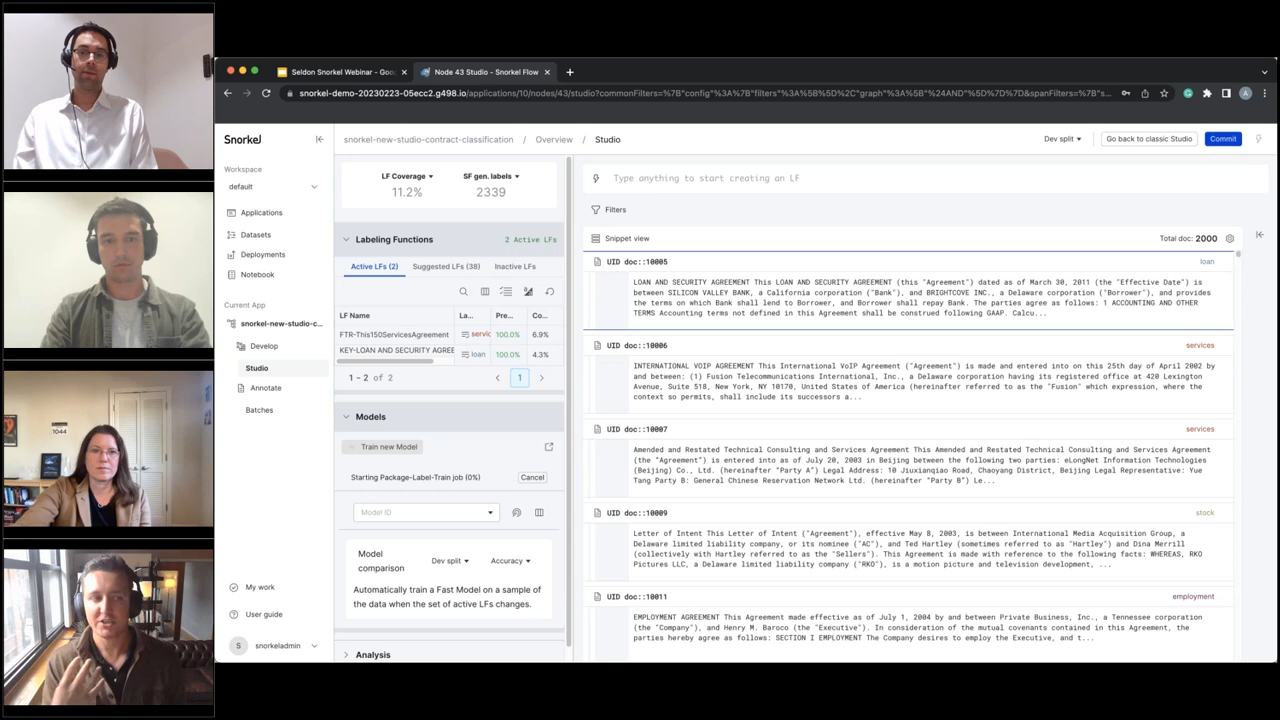 Seldon Snorkel Webinar - Goo
Node 43 Studio - Snorkel Flow
snorkel-demo-20230223-05ecc2.g498.io/applications/10/nodes/43/studio?commonFilters=%7B"config"%3A%7B"filters"%3A%5B%5D%2C"graph"%3A%5B"%24AND"%5D%7D%7D&spanFilters=%7B"s...
A
Snorkel
snorkel-new-studio-contract-classification / Overview / Studio
Dev split
Go back to classic Studio
Commit
Workspace
default
Applications
Datasets
Deployments
Notebook
Current App
snorkel-new-studio-c...
Develop
Studio
Annotate
Batches
My work
User guide
S snorkeladmin
LF Coverage
SF gen. labels
11.2%
2339
Labeling Functions
2 Active LFs
Active LFs (2)
Suggested LFs (38)
Inactive LFs
LF Name La... Pre... Co...
FTR-This150ServicesAgreement servic 100.0% 6.9%
KEY-LOAN AND SECURITY AGREE loan 100.0% 4.3%
1 - 2 of 2
1
Models
Train new Model
Starting Package-Label-Train job (0%)
Cancel
Model ID
Model
comparison
Dev split
Accuracy
Automatically train a Fast Model on a sample of
the data when the set of active LFs changes.
Analysis
Type anything to start creating an LF
Filters
Snippet view
Total doc: 2000
UID doc::10005
loan
LOAN AND SECURITY AGREEMENT This LOAN AND SECURITY AGREEMENT (this "Agreement") dated as of March 30, 2011 (the "Effective Date") is
between SILICON VALLEY BANK, a California corporation ("Bank"), and BRIGHTCOVE INC., a Delaware corporation ("Borrower"), and provides
the terms on which Bank shall lend to Borrower, and Borrower shall repay Bank. The parties agree as follows: 1 ACCOUNTING AND OTHER
TERMS Accounting terms not defined in this Agreement shall be construed following GAAP. Calcu...
UID doc::10006
services
INTERNATIONAL VOIP AGREEMENT This International VoIP Agreement ("Agreement") is made and entered into on this 25th day of April 2002 by
and between: (1) Fusion Telecommunications International, Inc., a Delaware corporation having its registered office at 420 Lexington
Avenue, Suite 518, New York, NY 10170, United States of America (hereinafter referred to as the "Fusion" which expression, where the
context so permits, shall include its successors a...
UID doc::10007
services
Amended and Restated Technical Consulting and Services Agreement This Amended and Restated Technical Consulting and Services Agreement
(the "Agreement") is entered into as of July 20, 2003 in Beijing between the following two parties: eLongNet Information Technologies
(Beijing) Co., Ltd. (hereinafter "Party A") Legal Address: 10 Jiuxianqiao Road, Chaoyang District, Beijing Legal Representative: Yue
Tang Party B: General Chinese Reservation Network Ltd. (hereinafter "Party B") Le...
UID doc::10009
stock
Letter of Intent This Letter of Intent ("Agreement"), effective May 8, 2003, is between International Media Acquisition Group, a
Delaware limited liability company, or its nominee ("AC"), and Ted Hartley (sometimes referred to as "Hartley") and Dina Merrill
(collectively with Hartley referred to as the "Sellers"). This Agreement is made with reference to the following facts: WHEREAS, RKO
Pictures LLC, a Delaware limited liability company ("RKO"), is a motion picture and television development, ...
UID doc::10011
employment
EMPLOYMENT AGREEMENT This Agreement made effective as of July 1, 2004 by and between Private Business, Inc., a Tennessee corporation
(the "Company"), and Henry M. Baroco (the "Executive"). In consideration of the mutual covenants contained in this Agreement, the
parties hereby agree as follows: SECTION I EMPLOYMENT The Company desires to employ the Executive, and t...
1044